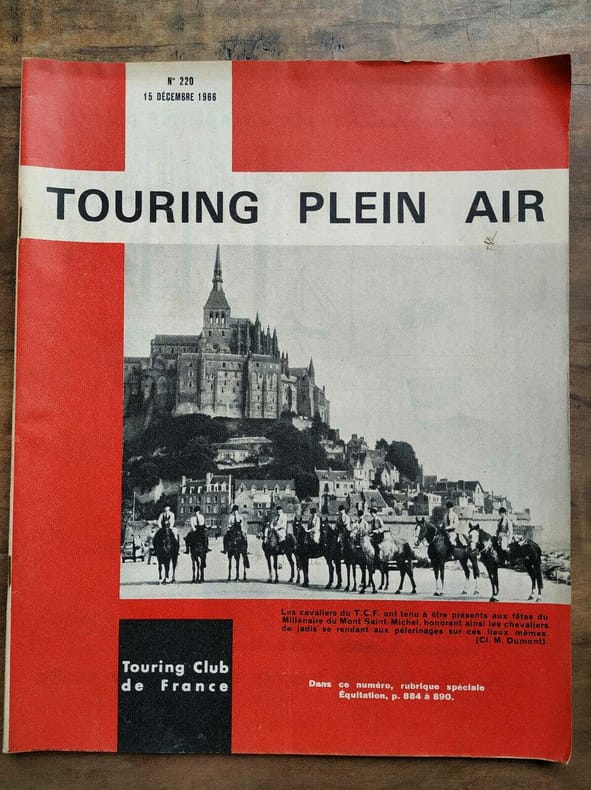 N° 220
15 DÉCEMBRE 1966
TOURING PLEIN AIR
Les cavaliers du T.C.F. ont tenu à être présents aux fêtes du
Millénaire du Mont Saint-Michel, honorant ainsi les chevaliers
de jadis se rendant aux pèlerinages sur ces lieux mêmes.
(Cl. M. Dumont).
Touring Club
de France
Dans ce numéro, rubrique spéciale
Équitation, p. 884 à 890.